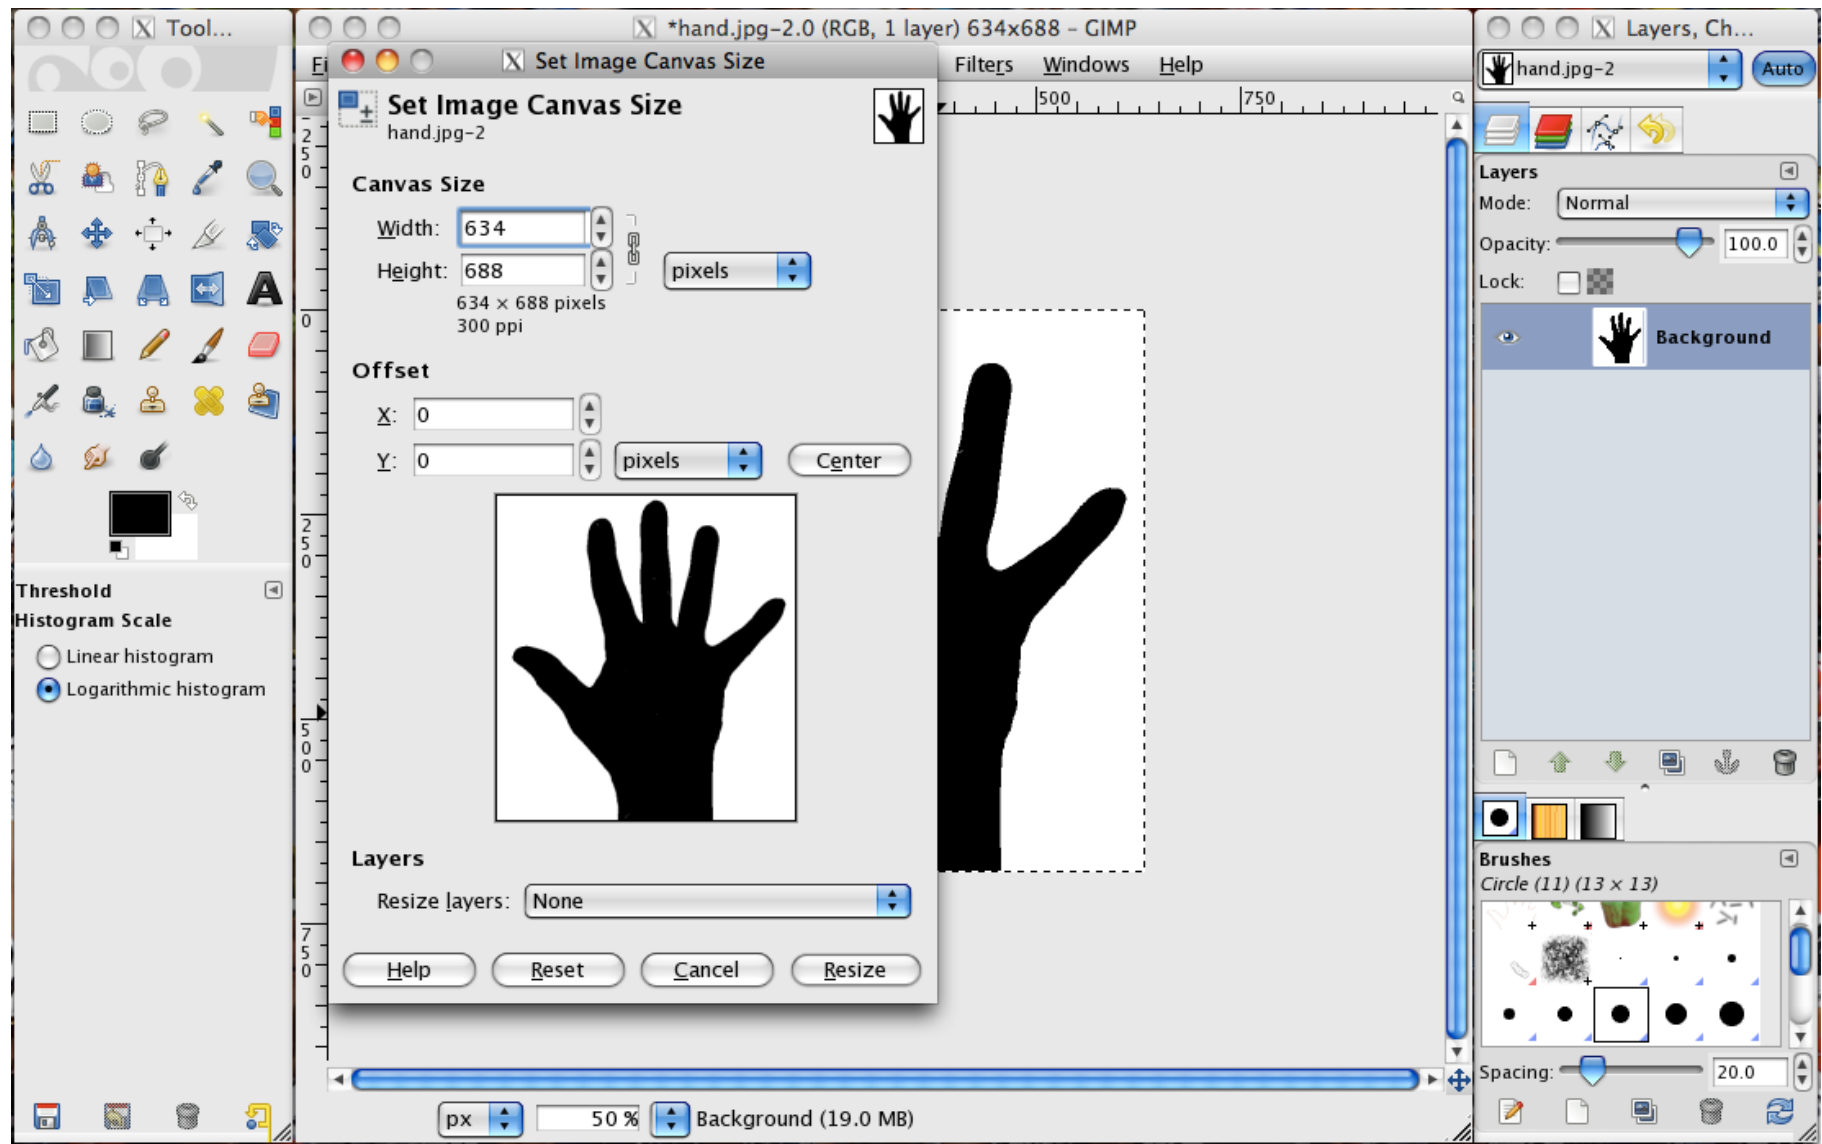 Tool...
Threshold
Histogram Scale
Linear histogram
Logarithmic histogram
*hand.jpg-2.0 (RGB, 1 layer) 634x688 – GIMP
Fi
Filters Windows Help
500 750
250
0
250
500
750
Set Image Canvas Size
Set Image Canvas Size
hand.jpg-2
Canvas Size
Width: 634
Height: 688 pixels
634 × 688 pixels
300 ppi
Offset
X: 0
Y: 0 pixels Center
Layers
Resize layers: None
Help Reset Cancel Resize
px 50 % Background (19.0 MB)
Layers, Ch...
hand.jpg-2 Auto
Layers
Mode: Normal
Opacity: 100.0
Lock:
Background
Brushes
Circle (11) (13 × 13)
Spacing: 20.0